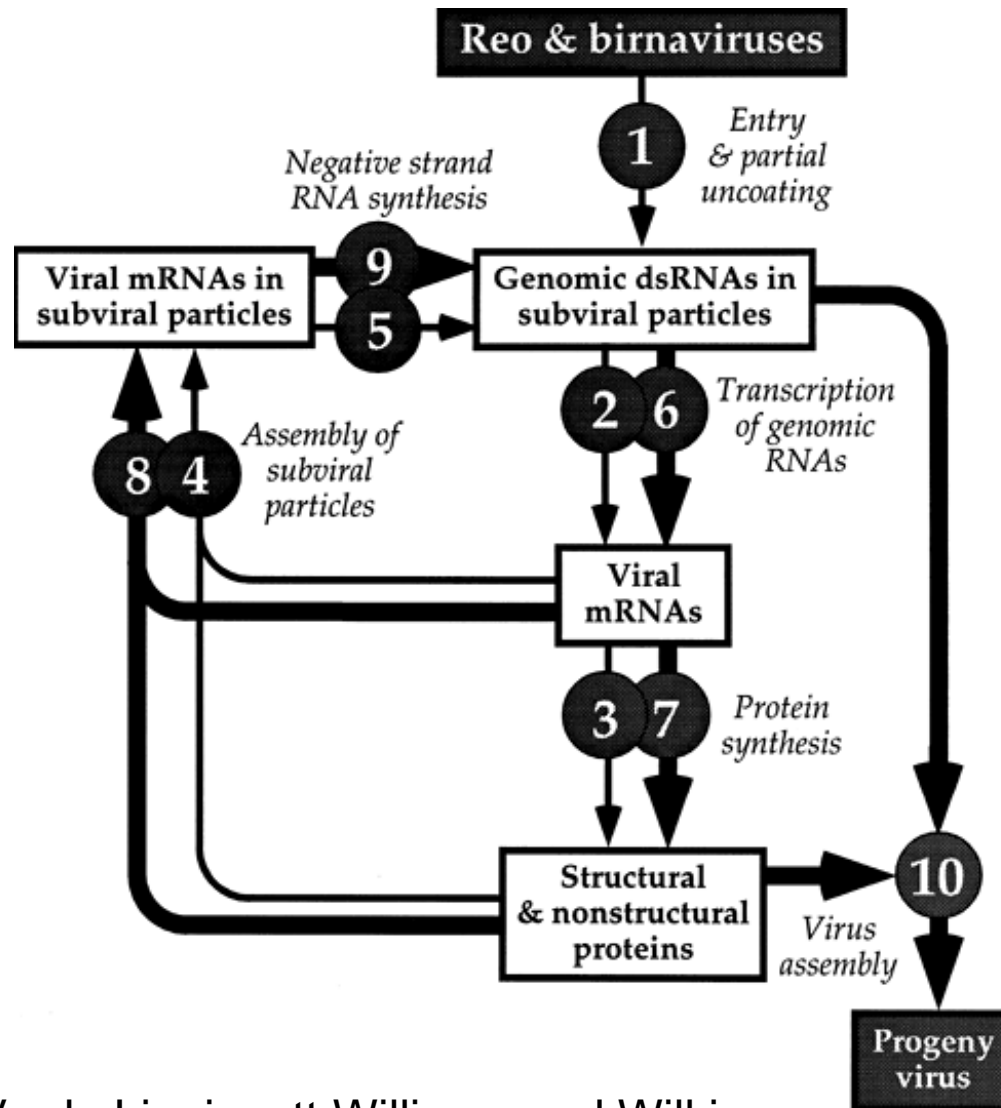 Reo & birnaviruses
1
Entry
& partial
uncoating
Negative strand
RNA synthesis
9
5
Viral mRNAs in
subviral particles
Genomic dsRNAs in
subviral particles
2
6
Transcription
of genomic
RNAs
8
4
Assembly of
subviral
particles
Viral
mRNAs
3
7
Protein
synthesis
Structural
& nonstructural
proteins
10
Virus
assembly
Progeny
virus